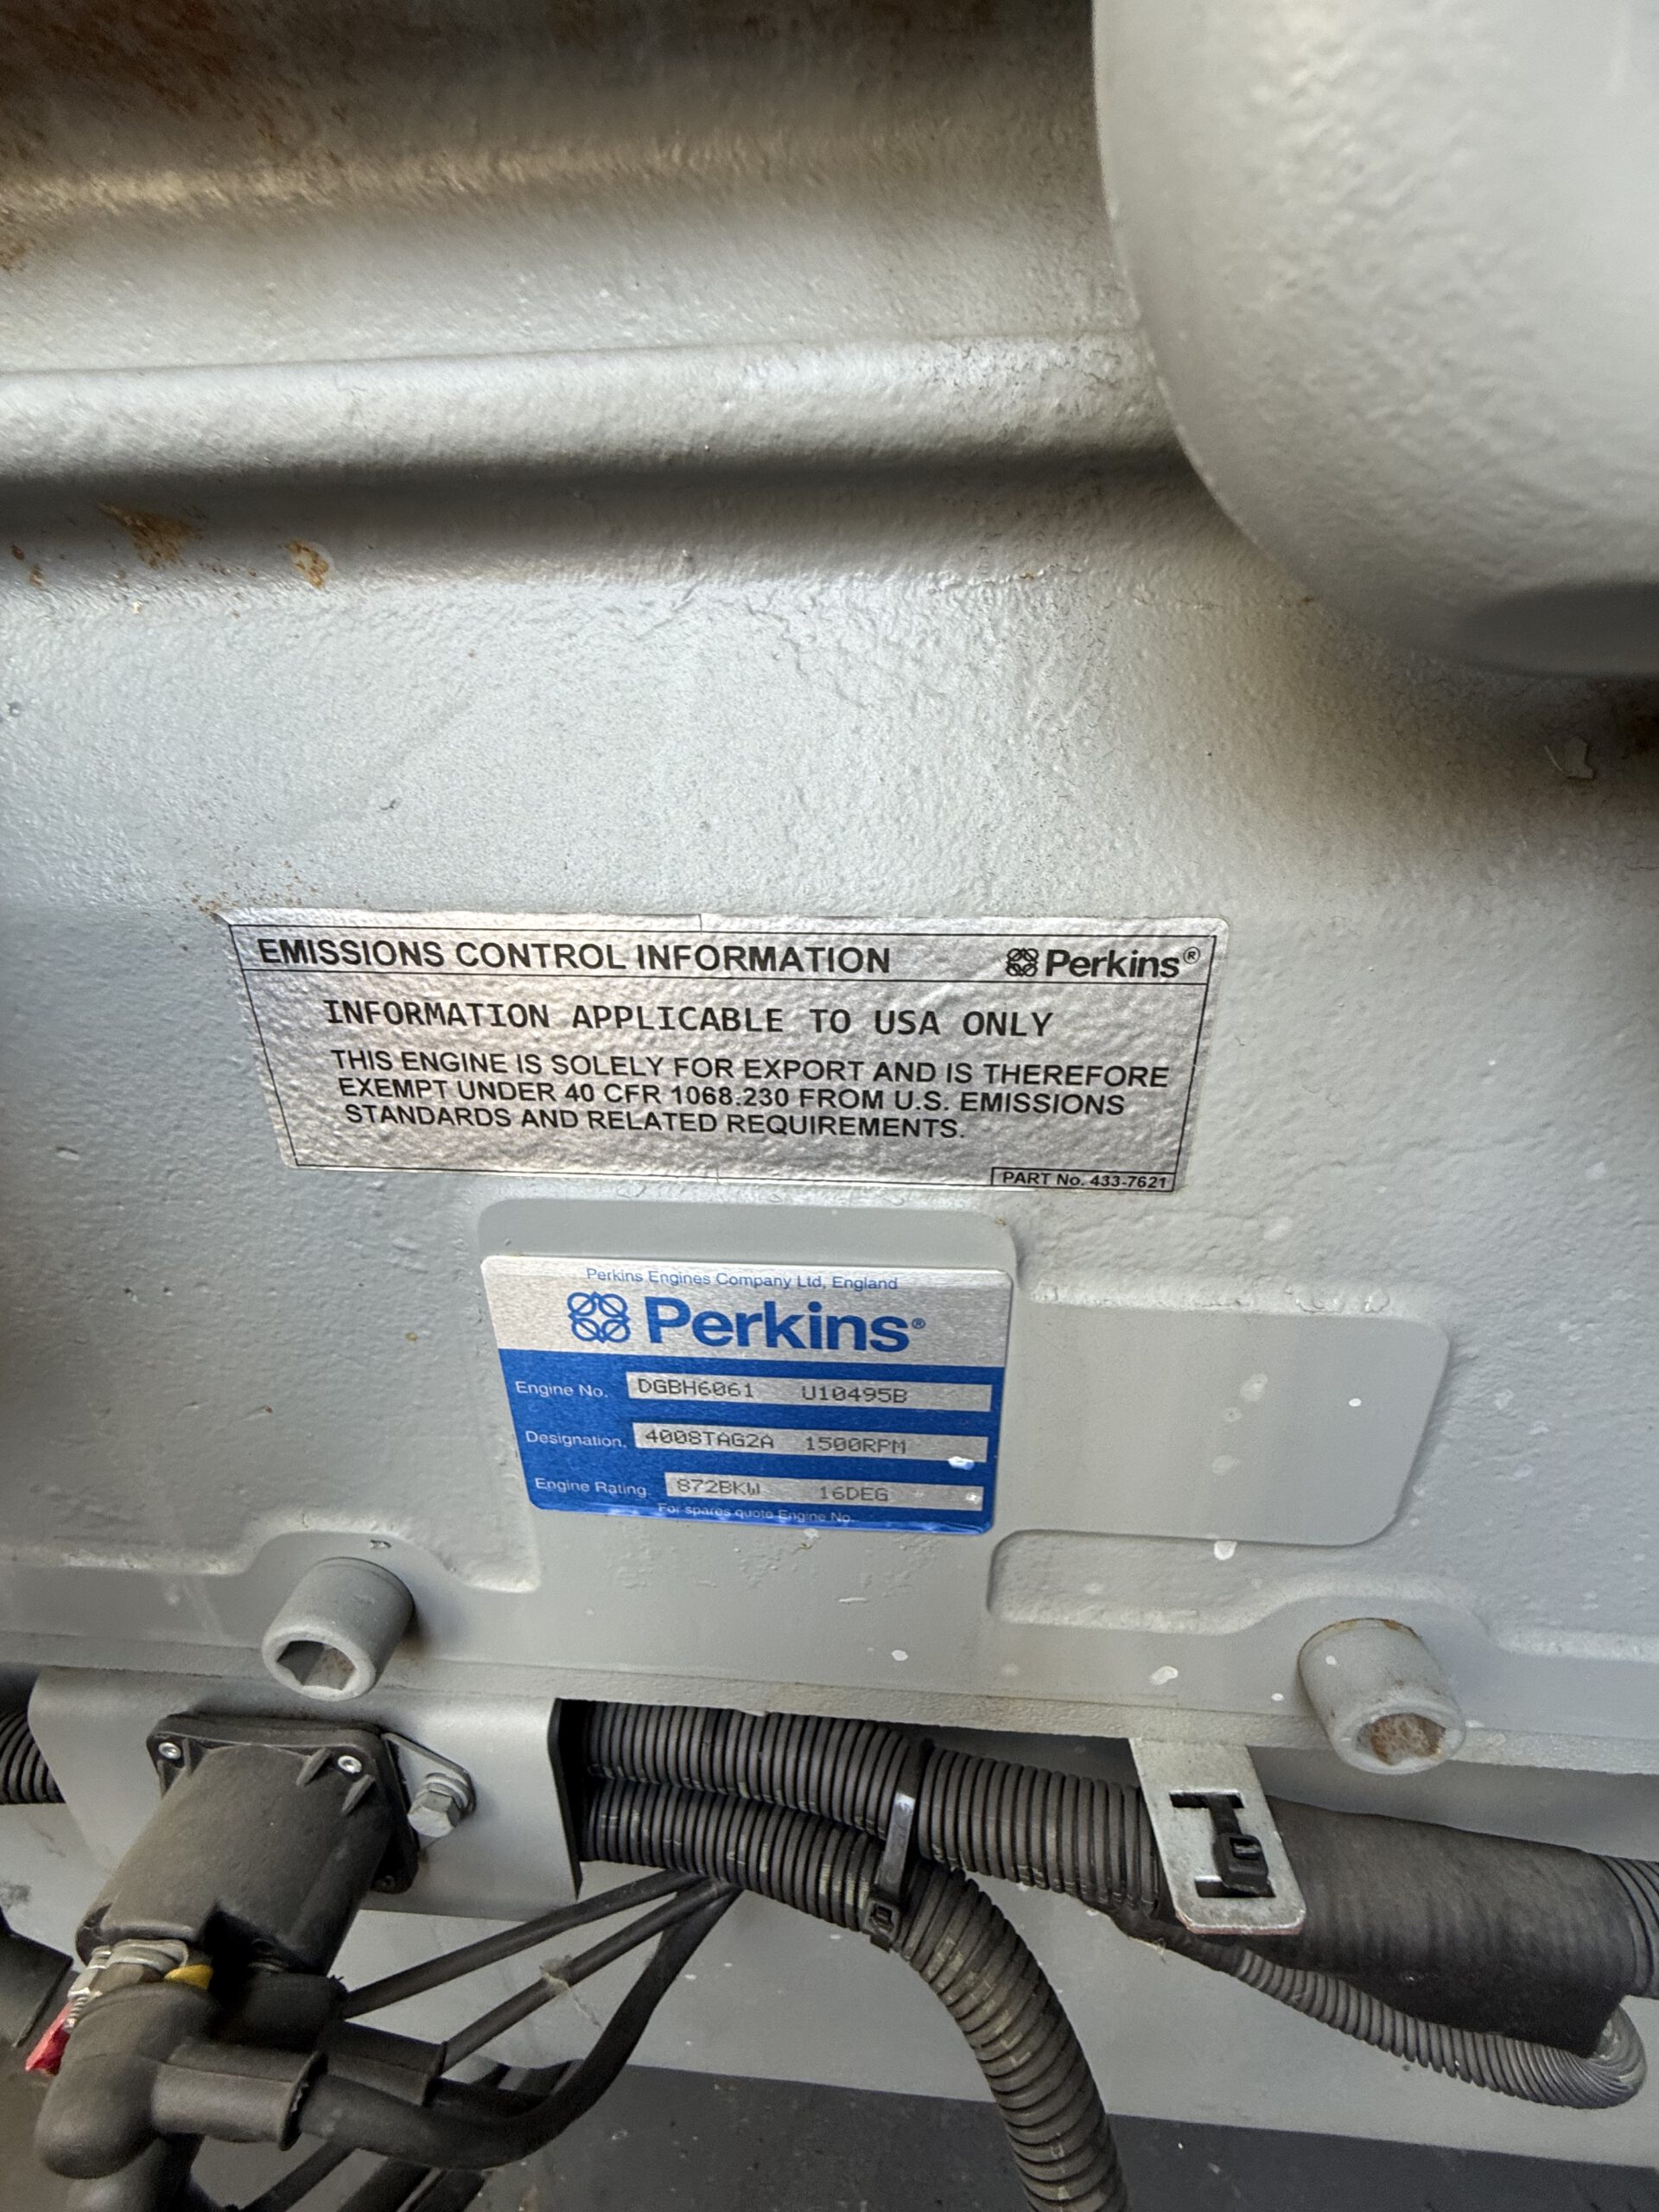 EMISSIONS CONTROL INFORMATION Perkins®
INFORMATION APPLICABLE TO USA ONLY
THIS ENGINE IS SOLELY FOR EXPORT AND IS THEREFORE
EXEMPT UNDER 40 CFR 1068.230 FROM U.S. EMISSIONS
STANDARDS AND RELATED REQUIREMENTS.
PART No. 433-7621
Perkins Engines Company Ltd, England
Perkins®
Engine No. DGBH6061 U10495B
Designation. 4008TAG2A 1500RPM
Engine Rating. 872BKW 16DEG
For spares quote Engine No.